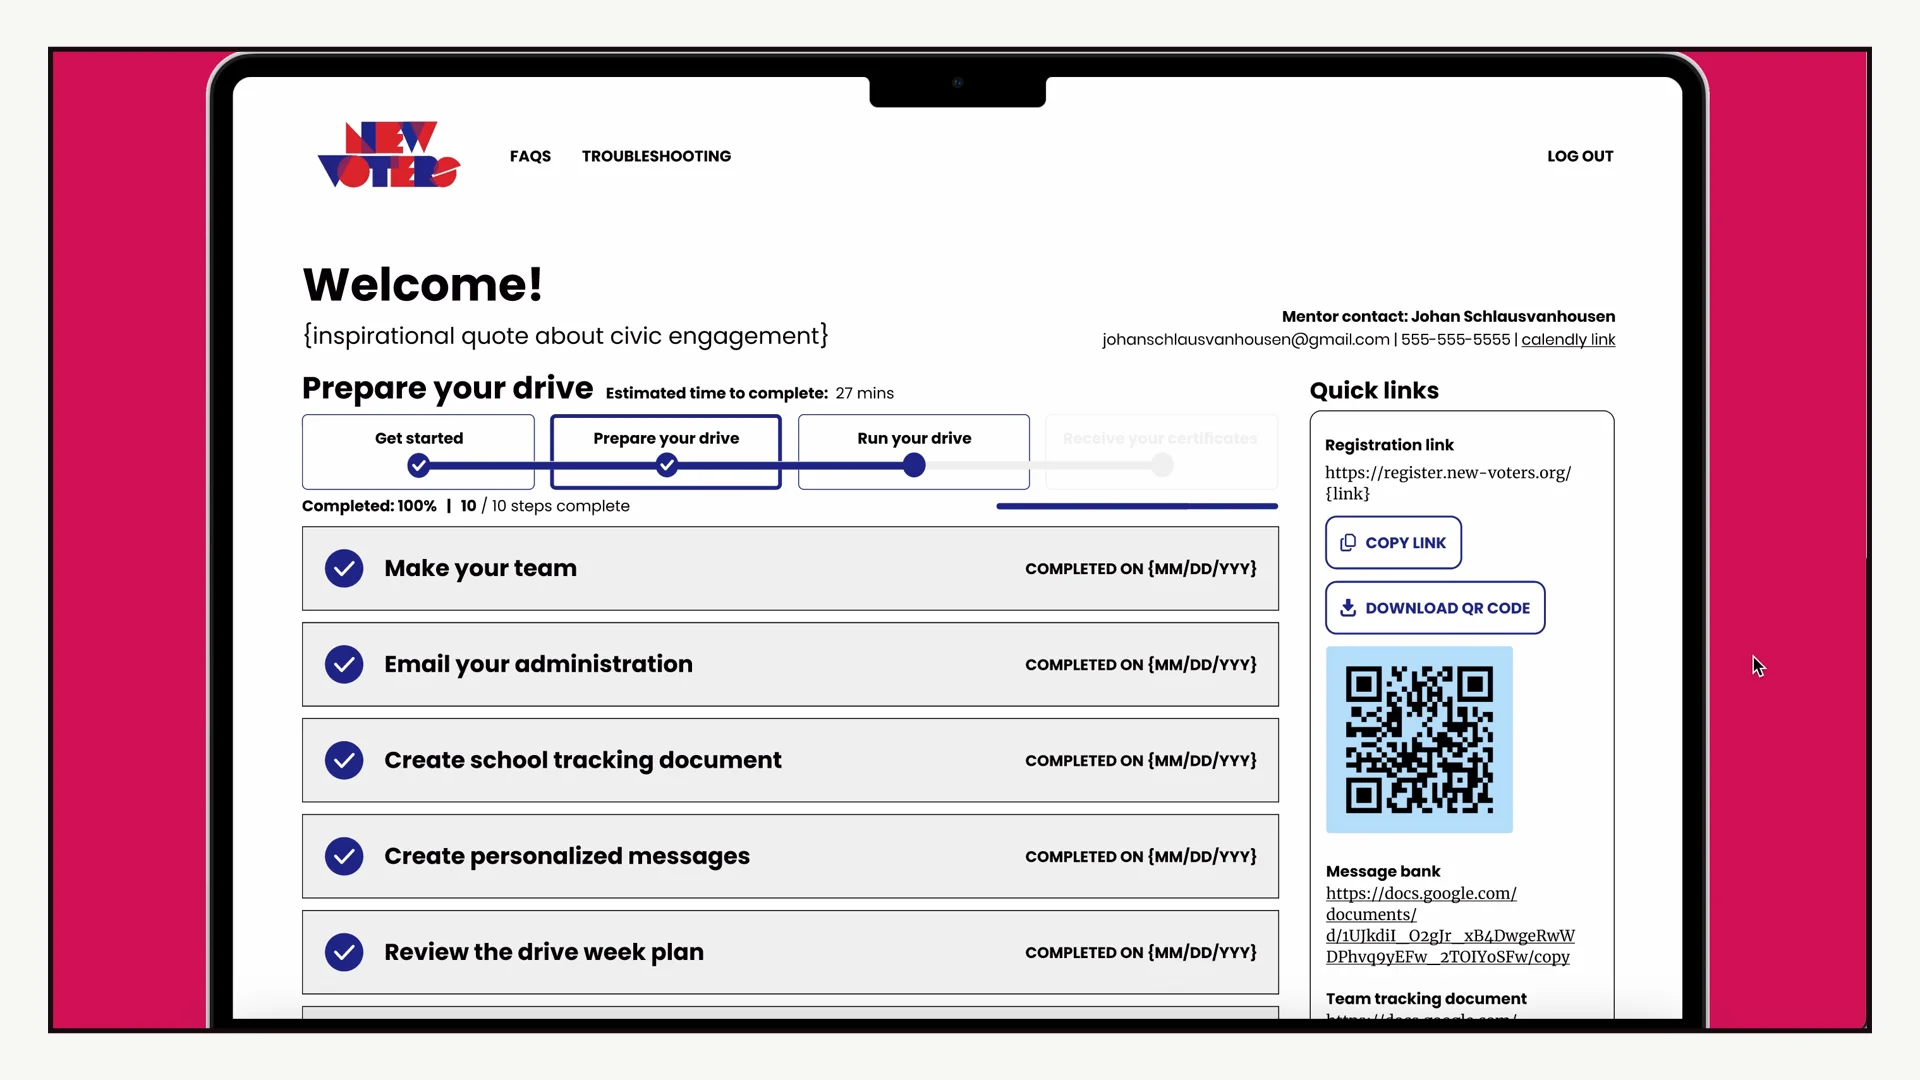 NEW
VOTERS
FAQS
TROUBLESHOOTING
LOG OUT
Welcome!
{inspirational quote about civic engagement}
Mentor contact: Johan Schlausvanhousen
johanschlausvanhousen@gmail.com | 555-555-5555 | calendly link
Prepare your drive
Estimated time to complete: 27 mins
Get started
Prepare your drive
Run your drive
Receive your certificates
Completed: 100% | 10 / 10 steps complete
Make your team
COMPLETED ON {MM/DD/YYY}
Email your administration
COMPLETED ON {MM/DD/YYY}
Create school tracking document
COMPLETED ON {MM/DD/YYY}
Create personalized messages
COMPLETED ON {MM/DD/YYY}
Review the drive week plan
COMPLETED ON {MM/DD/YYY}
Quick links
Registration link
https://register.new-voters.org/
{link}
COPY LINK
DOWNLOAD QR CODE
Message bank
https://docs.google.com/
documents/
d/1UJkdiI_O2gJr_xB4DwgeRwW
DPhvq9yEFw_2TOIYoSFw/copy
Team tracking document
https://docs.google.com/